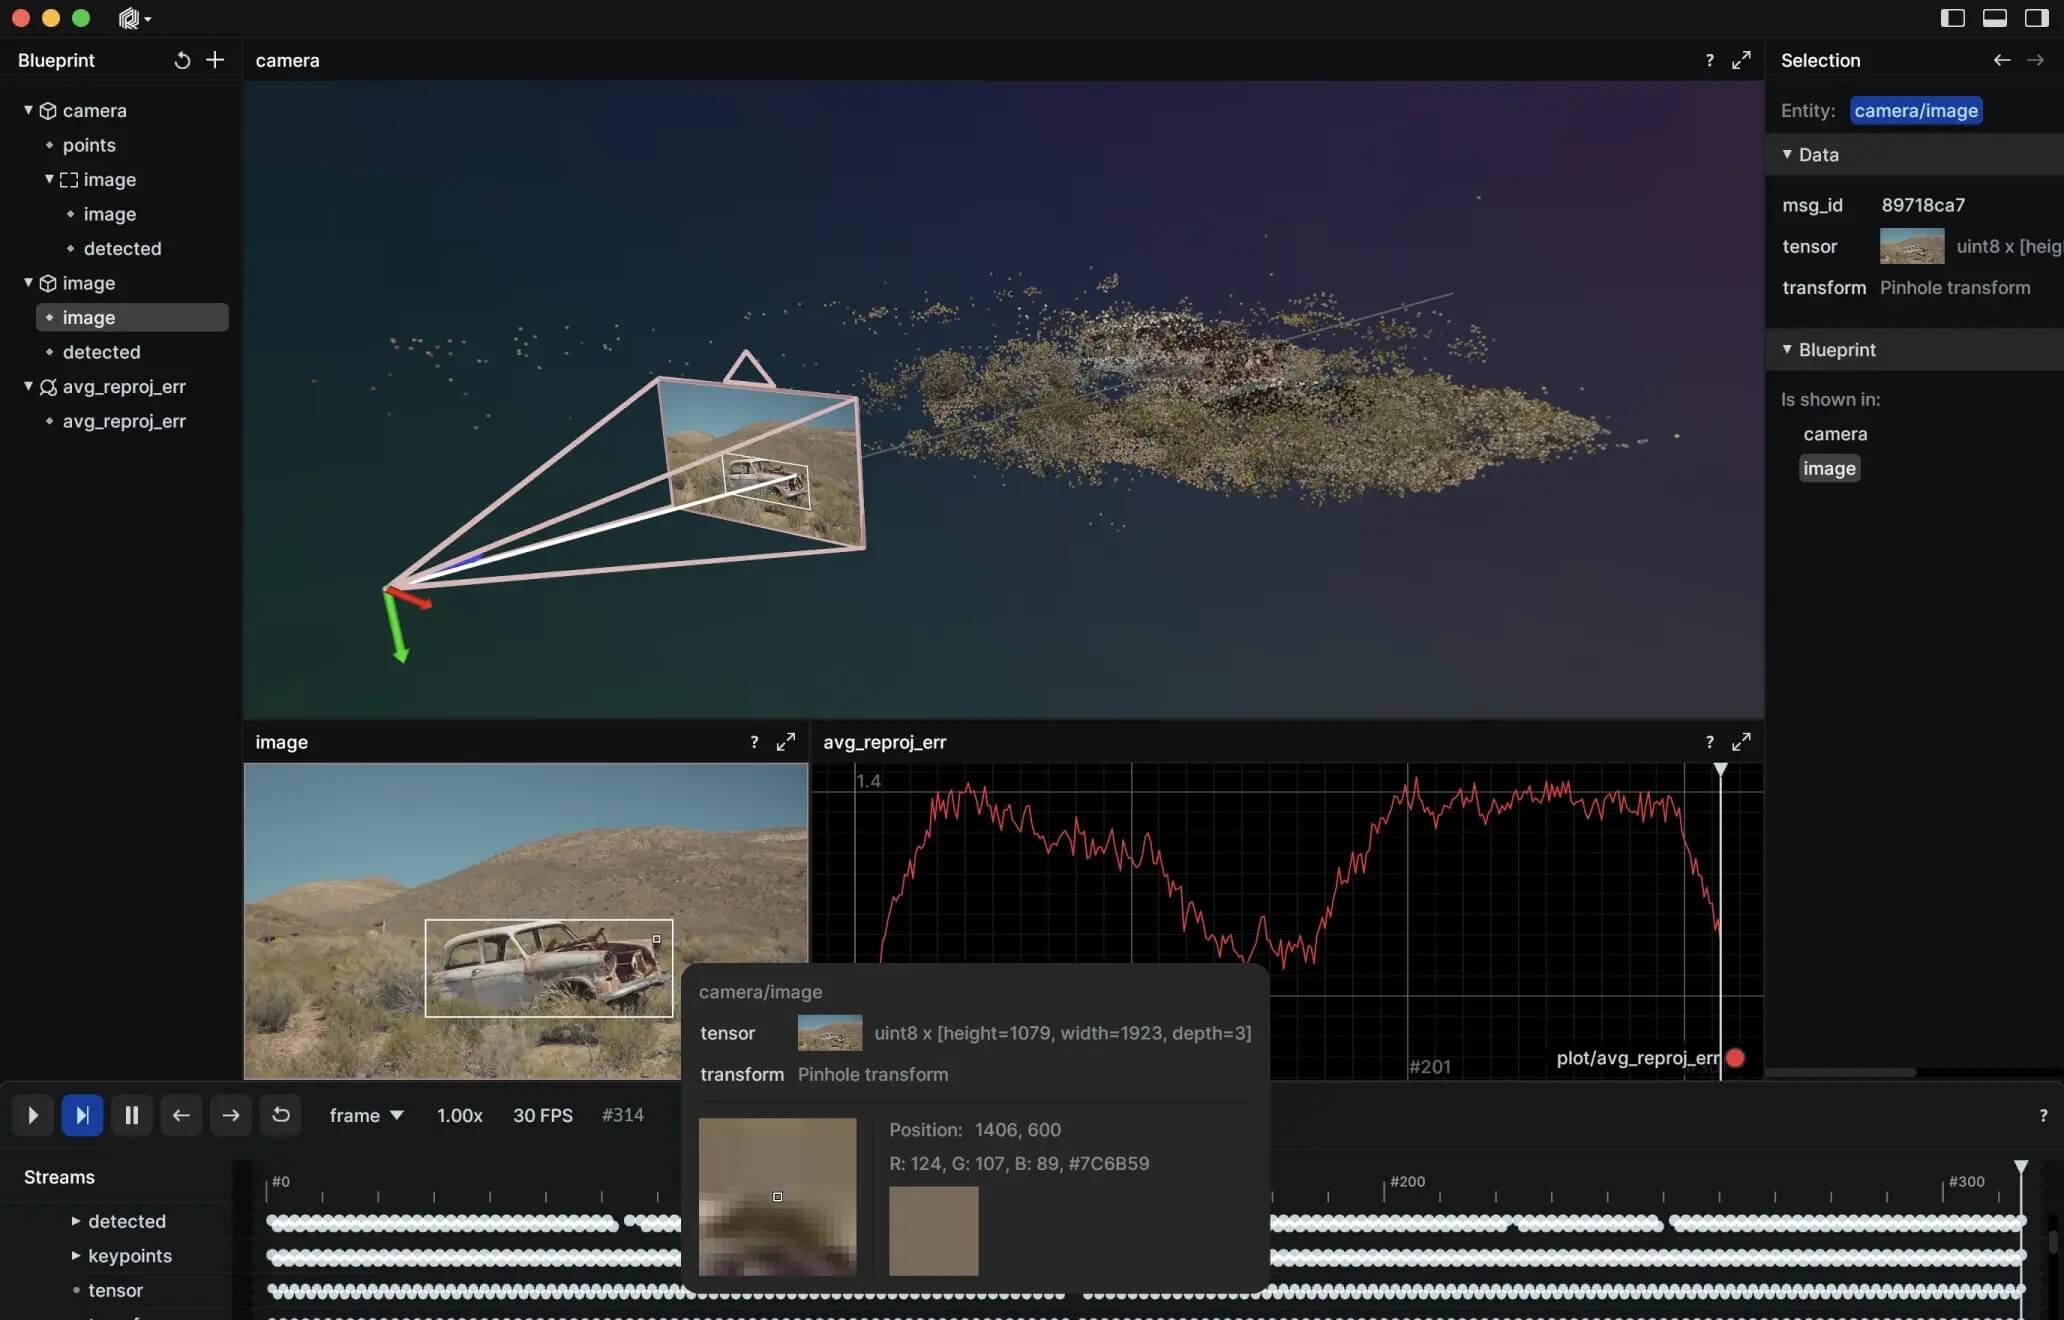 Blueprint
camera
points
image
image
detected
image
image
detected
avg_reproj_err
avg_reproj_err
camera
?
Selection
Entity: camera/image
Data
msg_id 89718ca7
tensor uint8 x [heig
transform Pinhole transform
Blueprint
Is shown in:
camera
image
image
?
avg_reproj_err
?
1.4
#201
plot/avg_reproj_err
camera/image
tensor uint8 x [height=1079, width=1923, depth=3]
transform Pinhole transform
Position: 1406, 600
R: 124, G: 107, B: 89, #7C6B59
frame 1.00x 30 FPS #314
?
Streams
#0 #200 #300
detected
keypoints
tensor